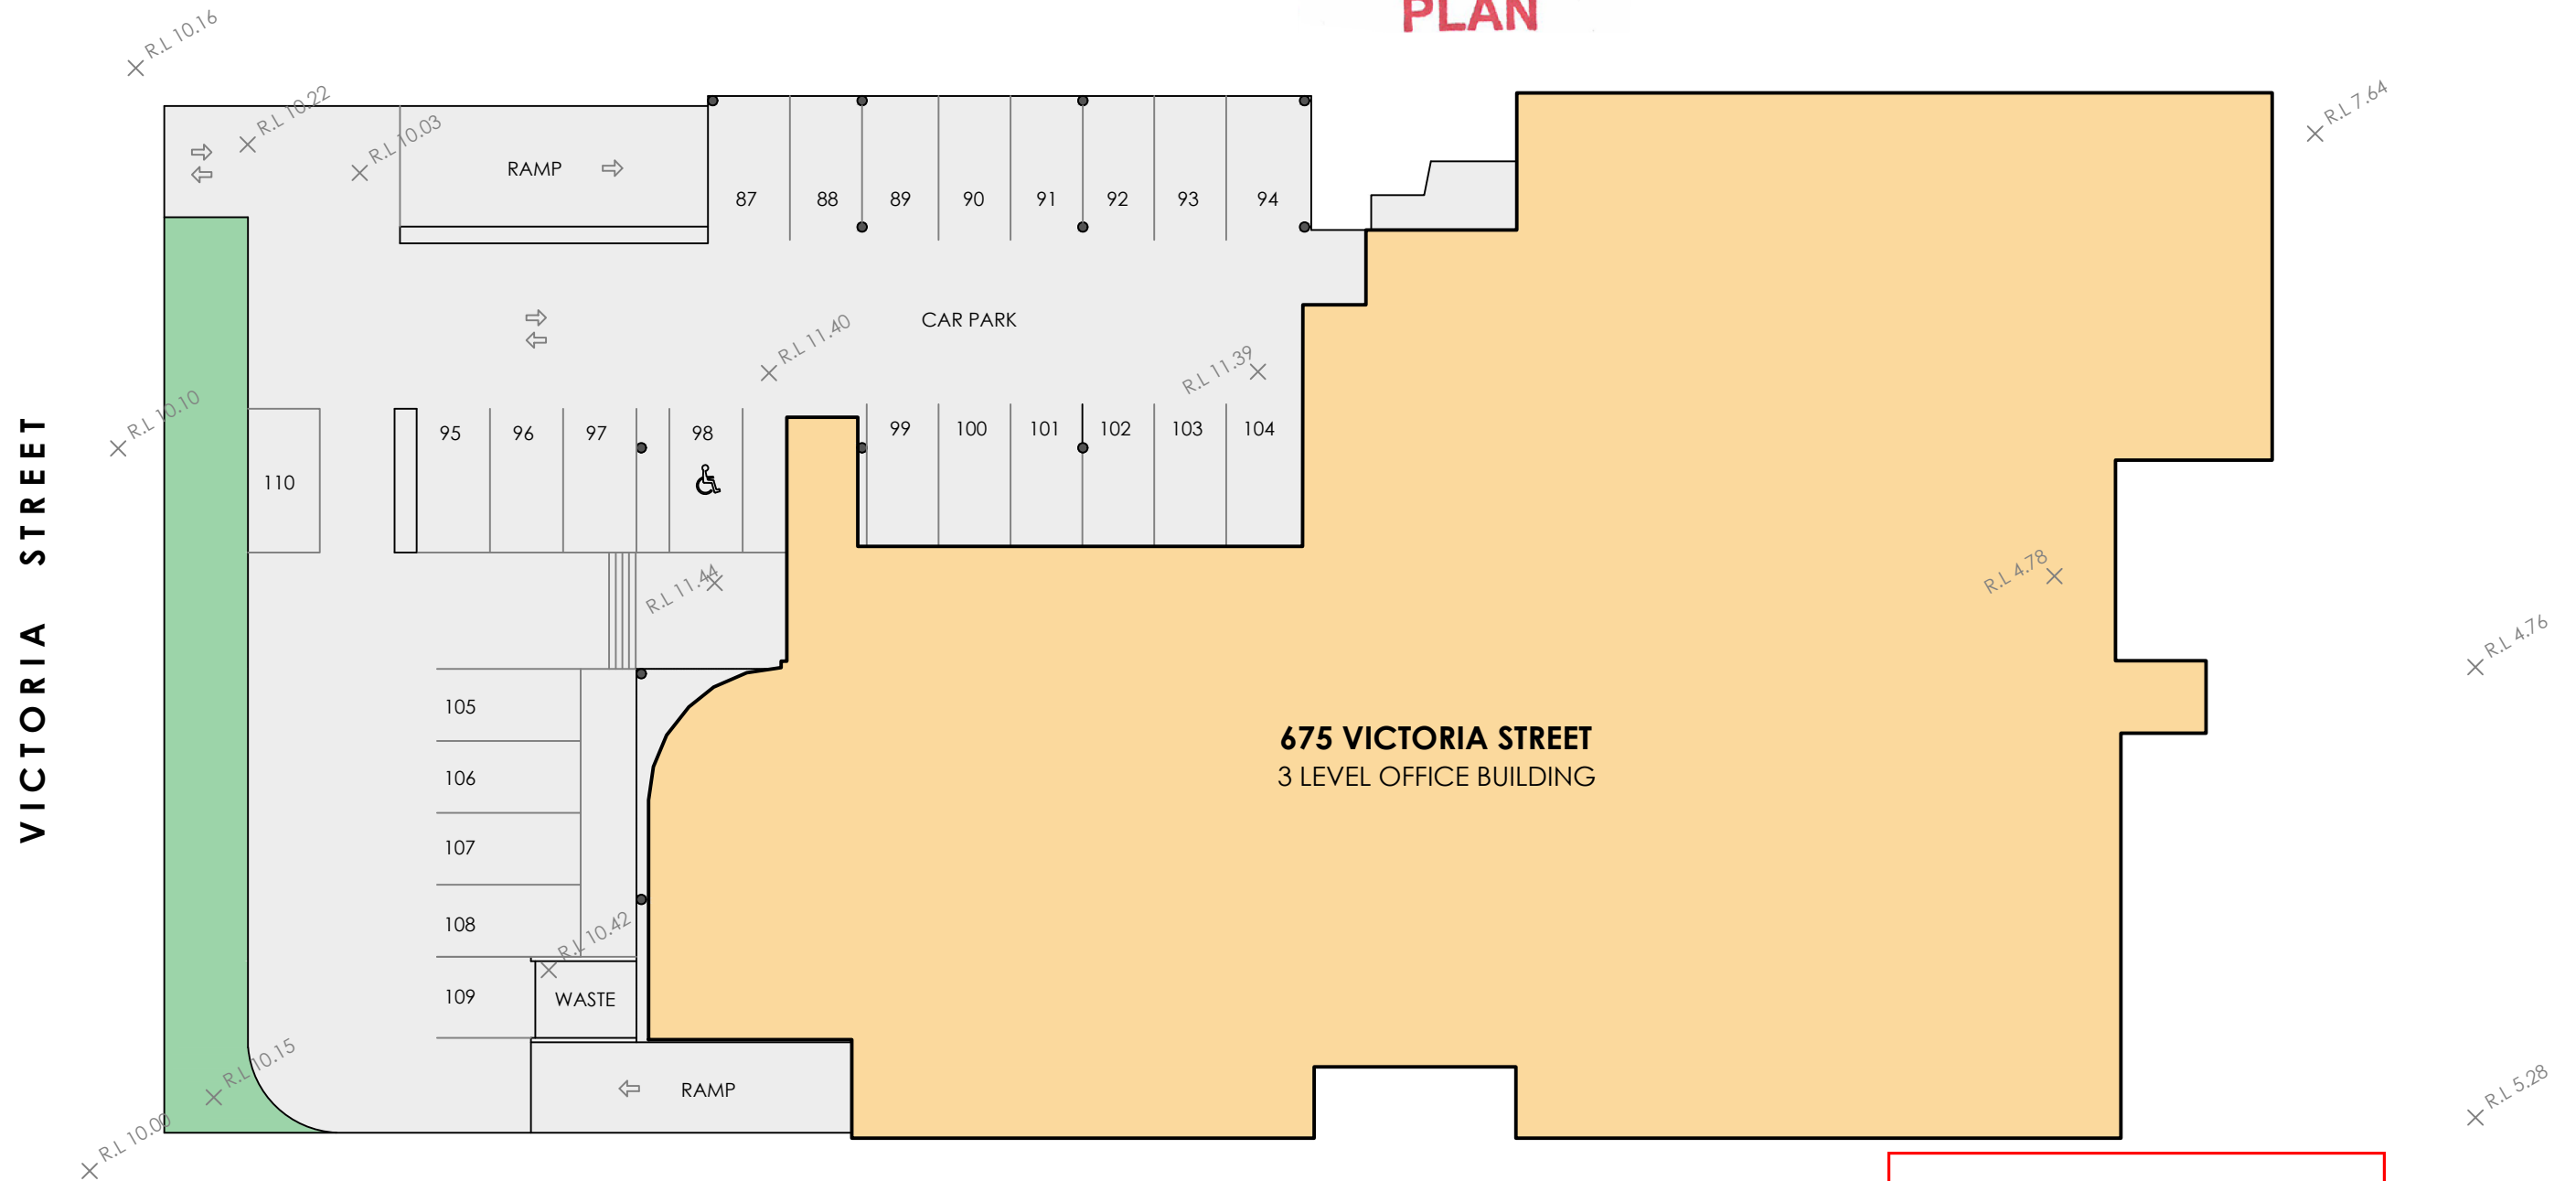 PLAN
R.L 10.16
R.L 10.22
R.L 10.03
R.L 7.64
RAMP
87 88 89 90 91 92 93 94
CAR PARK
R.L 11.40
R.L 11.39
R.L 10.10
95 96 97 98
99 100 101 102 103 104
110
R.L 11.44
R.L 4.78
R.L 4.76
VICTORIA STREET
105
106
107
108
109
675 VICTORIA STREET
3 LEVEL OFFICE BUILDING
R.L 10.42
WASTE
R.L 10.15
RAMP
R.L 10.00
R.L 5.28